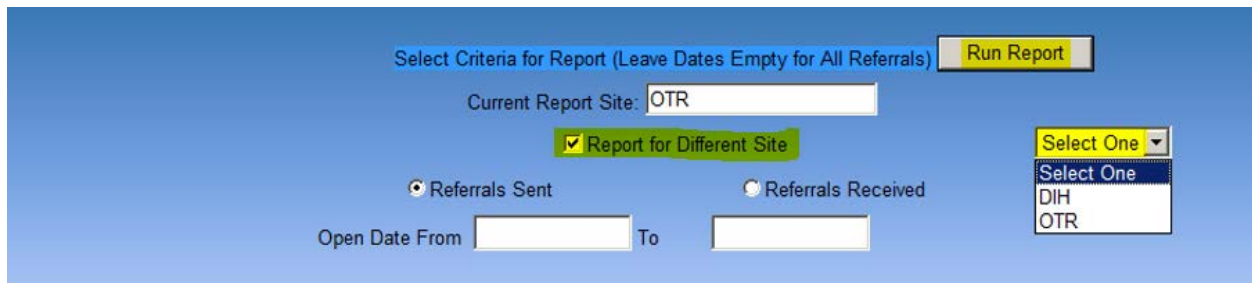 Select Criteria for Report (Leave Dates Empty for All Referrals) Run Report
Current Report Site: OTR
Report for Different Site Select One
Select One
Referrals Sent Referrals Received
DIH
OTR
Open Date From To